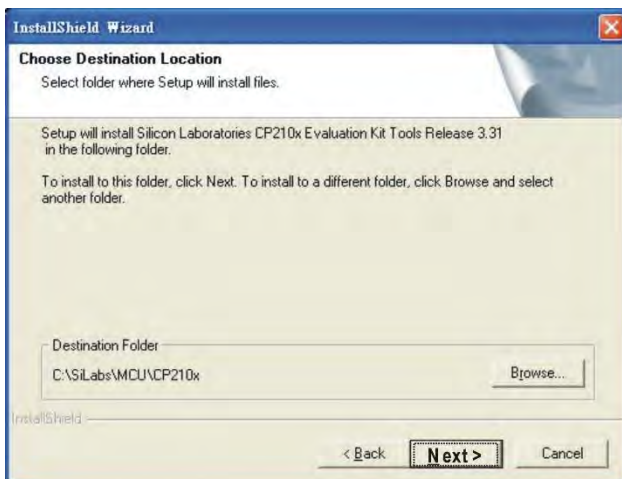 InstallShield Wizard
Choose Destination Location
Select folder where Setup will install files.
Setup will install Silicon Laboratories CP210x Evaluation Kit Tools Release 3.31
in the following folder.
To install to this folder, click Next. To install to a different folder, click Browse and select
another folder.
Destination Folder
C:\SiLabs\MCU\CP210x
Browse...
InstallShield
< Back
Next >
Cancel